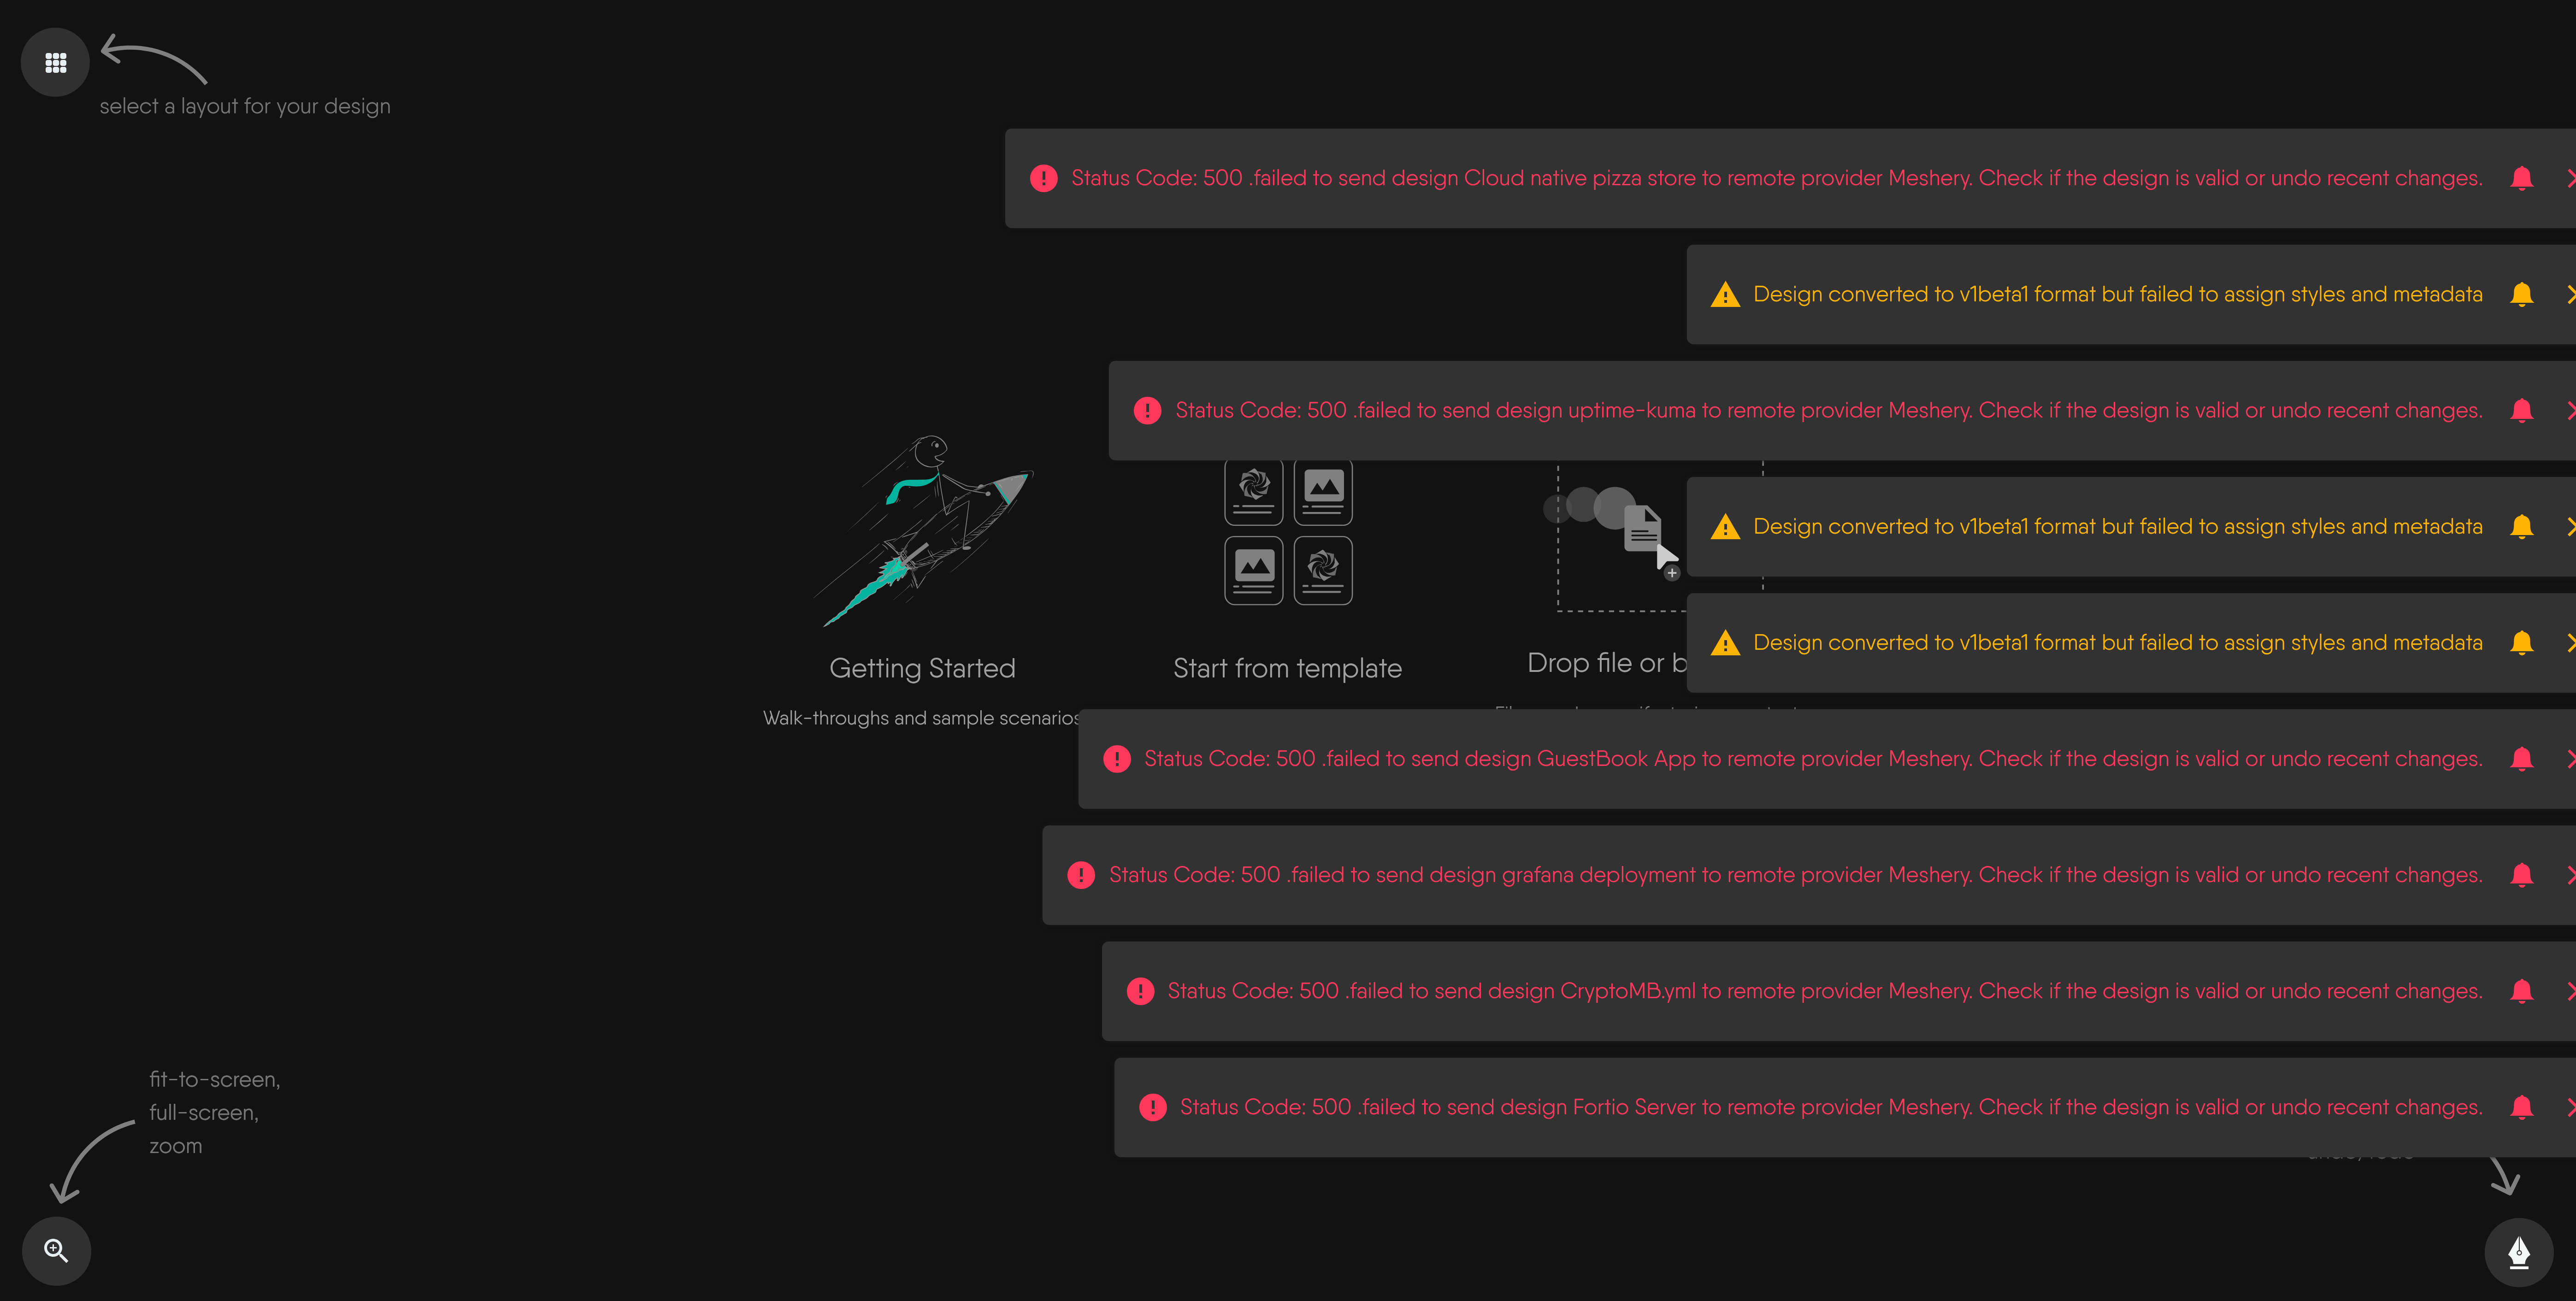 select a layout for your design
Status Code: 500 .failed to send design Cloud native pizza store to remote provider Meshery. Check if the design is valid or undo recent changes.
Design converted to v1beta1 format but failed to assign styles and metadata
Status Code: 500 .failed to send design uptime-kuma to remote provider Meshery. Check if the design is valid or undo recent changes.
Design converted to v1beta1 format but failed to assign styles and metadata
Design converted to v1beta1 format but failed to assign styles and metadata
Getting Started
Start from template
Drop file or
Walk-throughs and sample scenarios
Status Code: 500 .failed to send design GuestBook App to remote provider Meshery. Check if the design is valid or undo recent changes.
Status Code: 500 .failed to send design grafana deployment to remote provider Meshery. Check if the design is valid or undo recent changes.
Status Code: 500 .failed to send design CryptoMB.yml to remote provider Meshery. Check if the design is valid or undo recent changes.
Status Code: 500 .failed to send design Fortio Server to remote provider Meshery. Check if the design is valid or undo recent changes.
fit-to-screen,
full-screen,
zoom